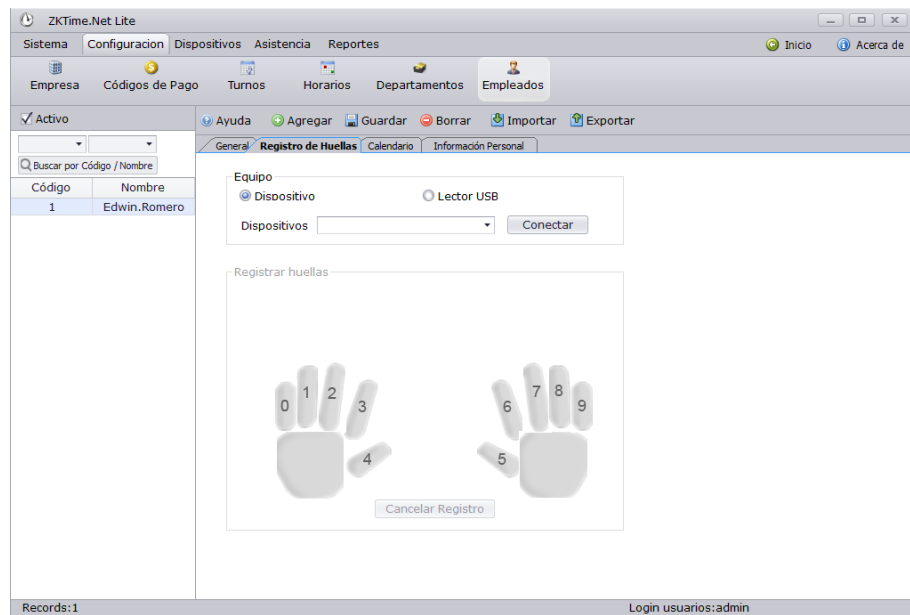 ZKTime.Net Lite
Sistema Configuracion Dispositivos Asistencia Reportes Inicio Acerca de
Empresa Códigos de Pago Turnos Horarios Departamentos Empleados
Activo Ayuda Agregar Guardar Borrar Importar Exportar
General Registro de Huellas Calendario Información Personal
Buscar por Código / Nombre
Código Nombre
1 Edwin.Romero
Equipo
Dispositivo Lector USB
Dispositivos Conectar
Registrar huellas
0 1 2 3 4 5 6 7 8 9
Cancelar Registro
Records:1 Login usuarios:admin